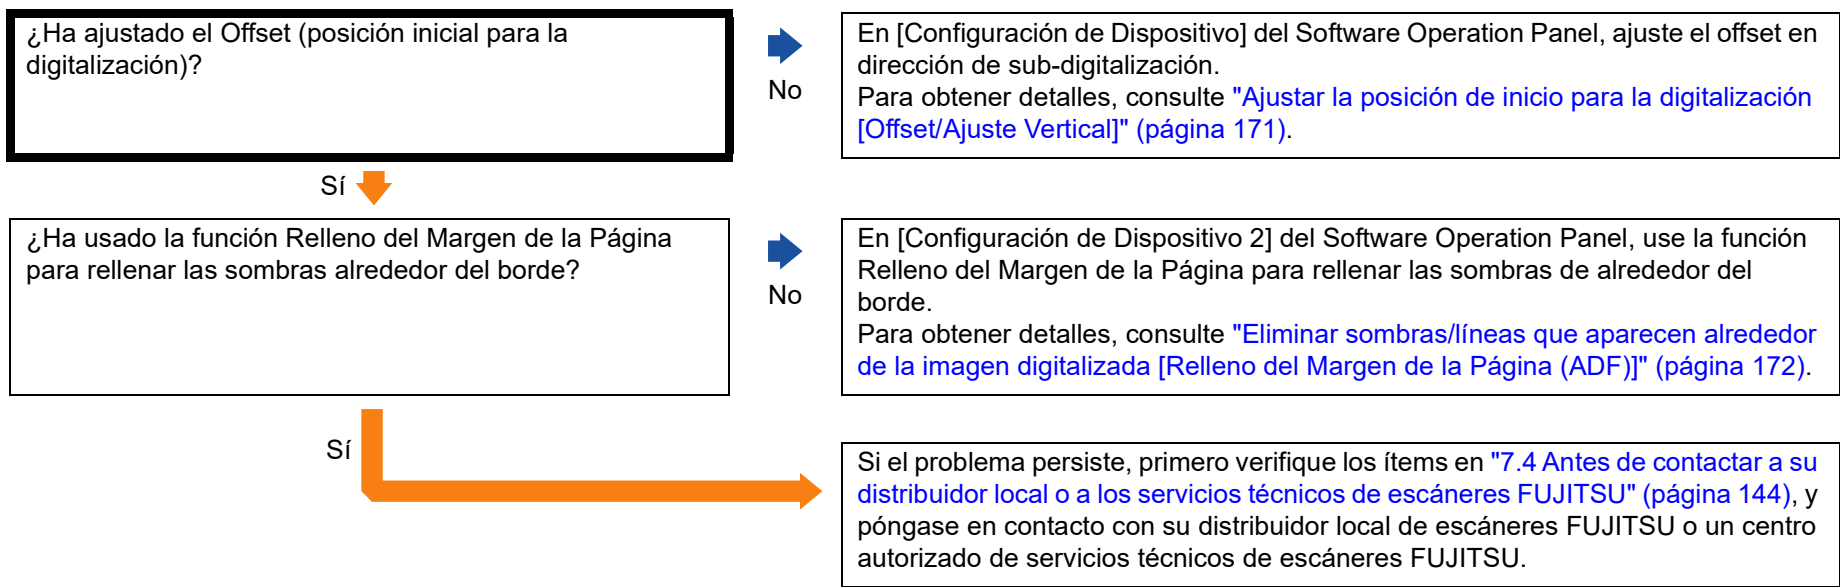 ¿Ha ajustado el Offset (posición inicial para la
digitalización)?
No
En [Configuración de Dispositivo] del Software Operation Panel, ajuste el offset en
dirección de sub-digitalización.
Para obtener detalles, consulte "Ajustar la posición de inicio para la digitalización
[Offset/Ajuste Vertical]" (página 171).
Sí
¿Ha usado la función Relleno del Margen de la Página
para rellenar las sombras alrededor del borde?
No
En [Configuración de Dispositivo 2] del Software Operation Panel, use la función
Relleno del Margen de la Página para rellenar las sombras de alrededor del
borde.
Para obtener detalles, consulte "Eliminar sombras/líneas que aparecen alrededor
de la imagen digitalizada [Relleno del Margen de la Página (ADF)]" (página 172).
Sí
Si el problema persiste, primero verifique los ítems en "7.4 Antes de contactar a su
distribuidor local o a los servicios técnicos de escáneres FUJITSU" (página 144), y
póngase en contacto con su distribuidor local de escáneres FUJITSU o un centro
autorizado de servicios técnicos de escáneres FUJITSU.